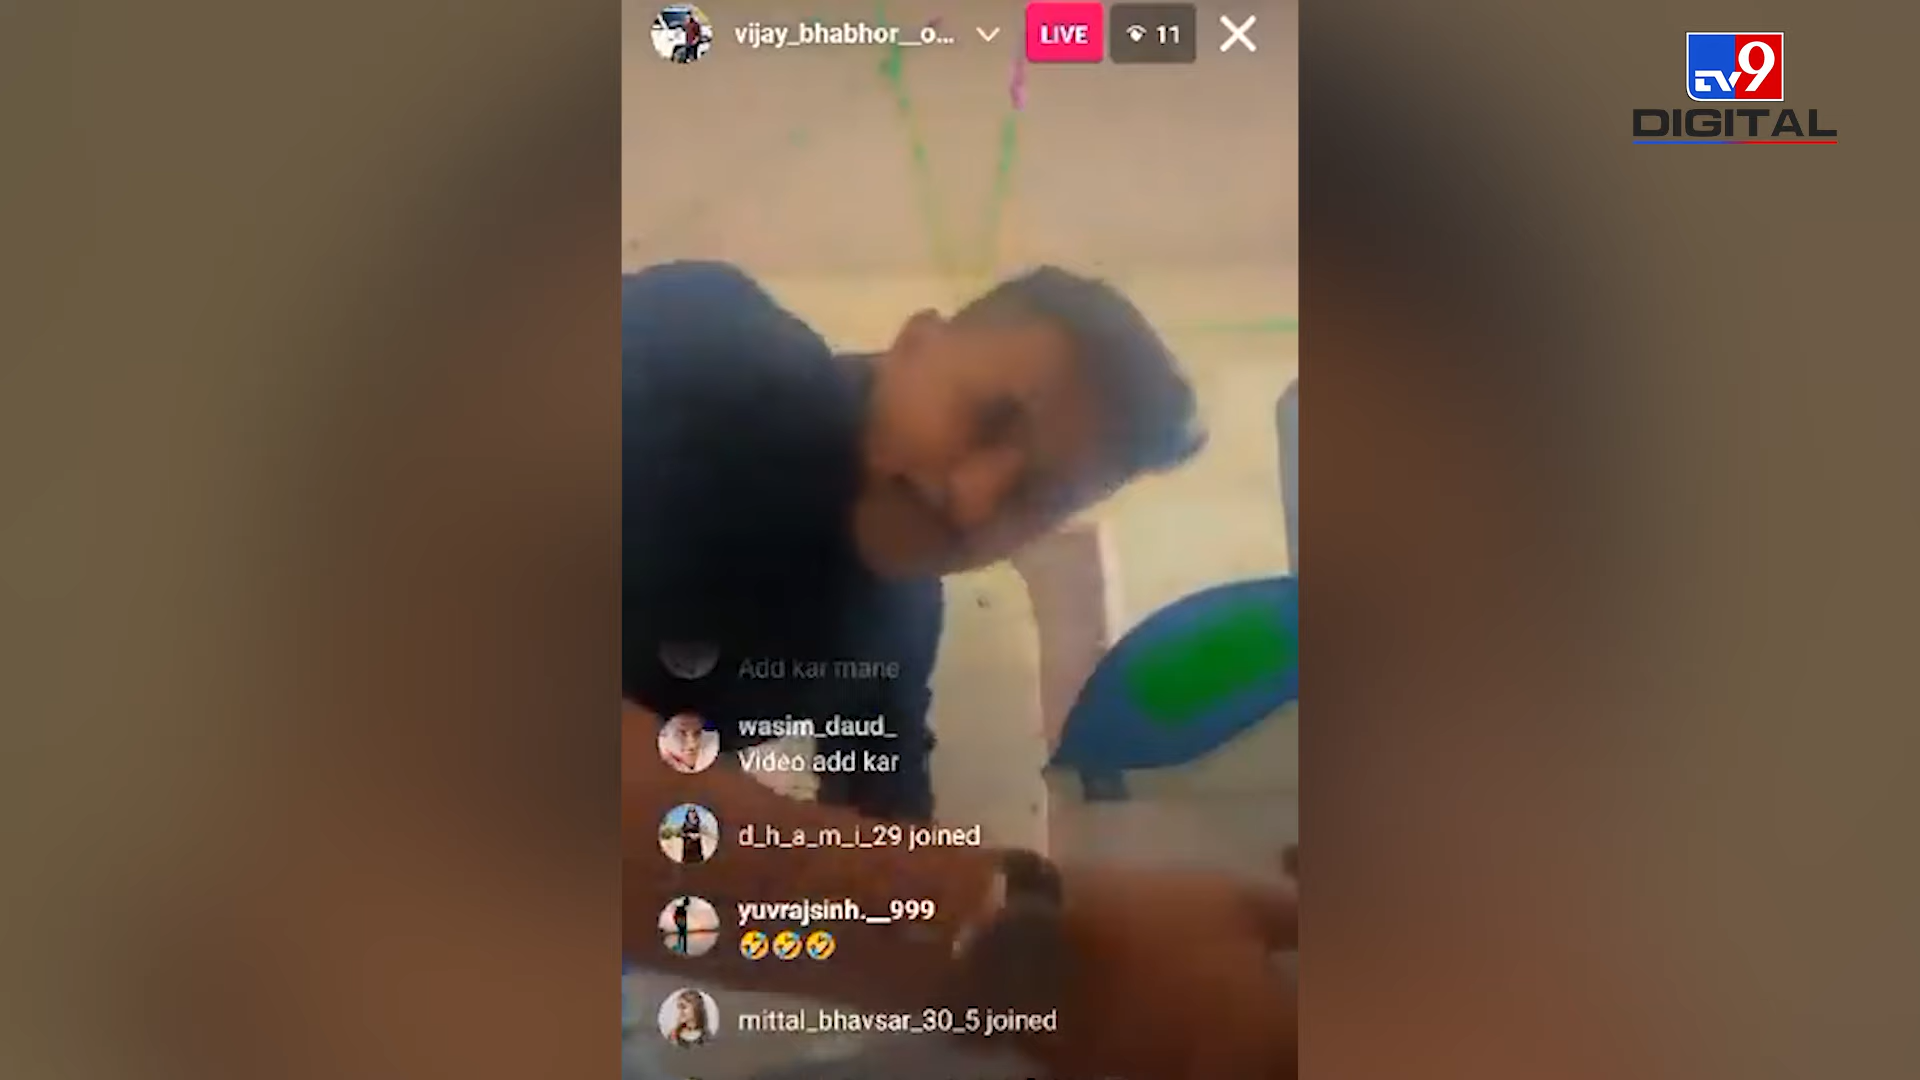 vijay_bhabhor__o...
LIVE
11
TV9
DIGITAL
Add kar mane
wasim_daud_
Video add kar
d_h_a_m_i_29 joined
yuvrajsinh.__999
🤣🤣🤣
mittal_bhavsar_30_5 joined